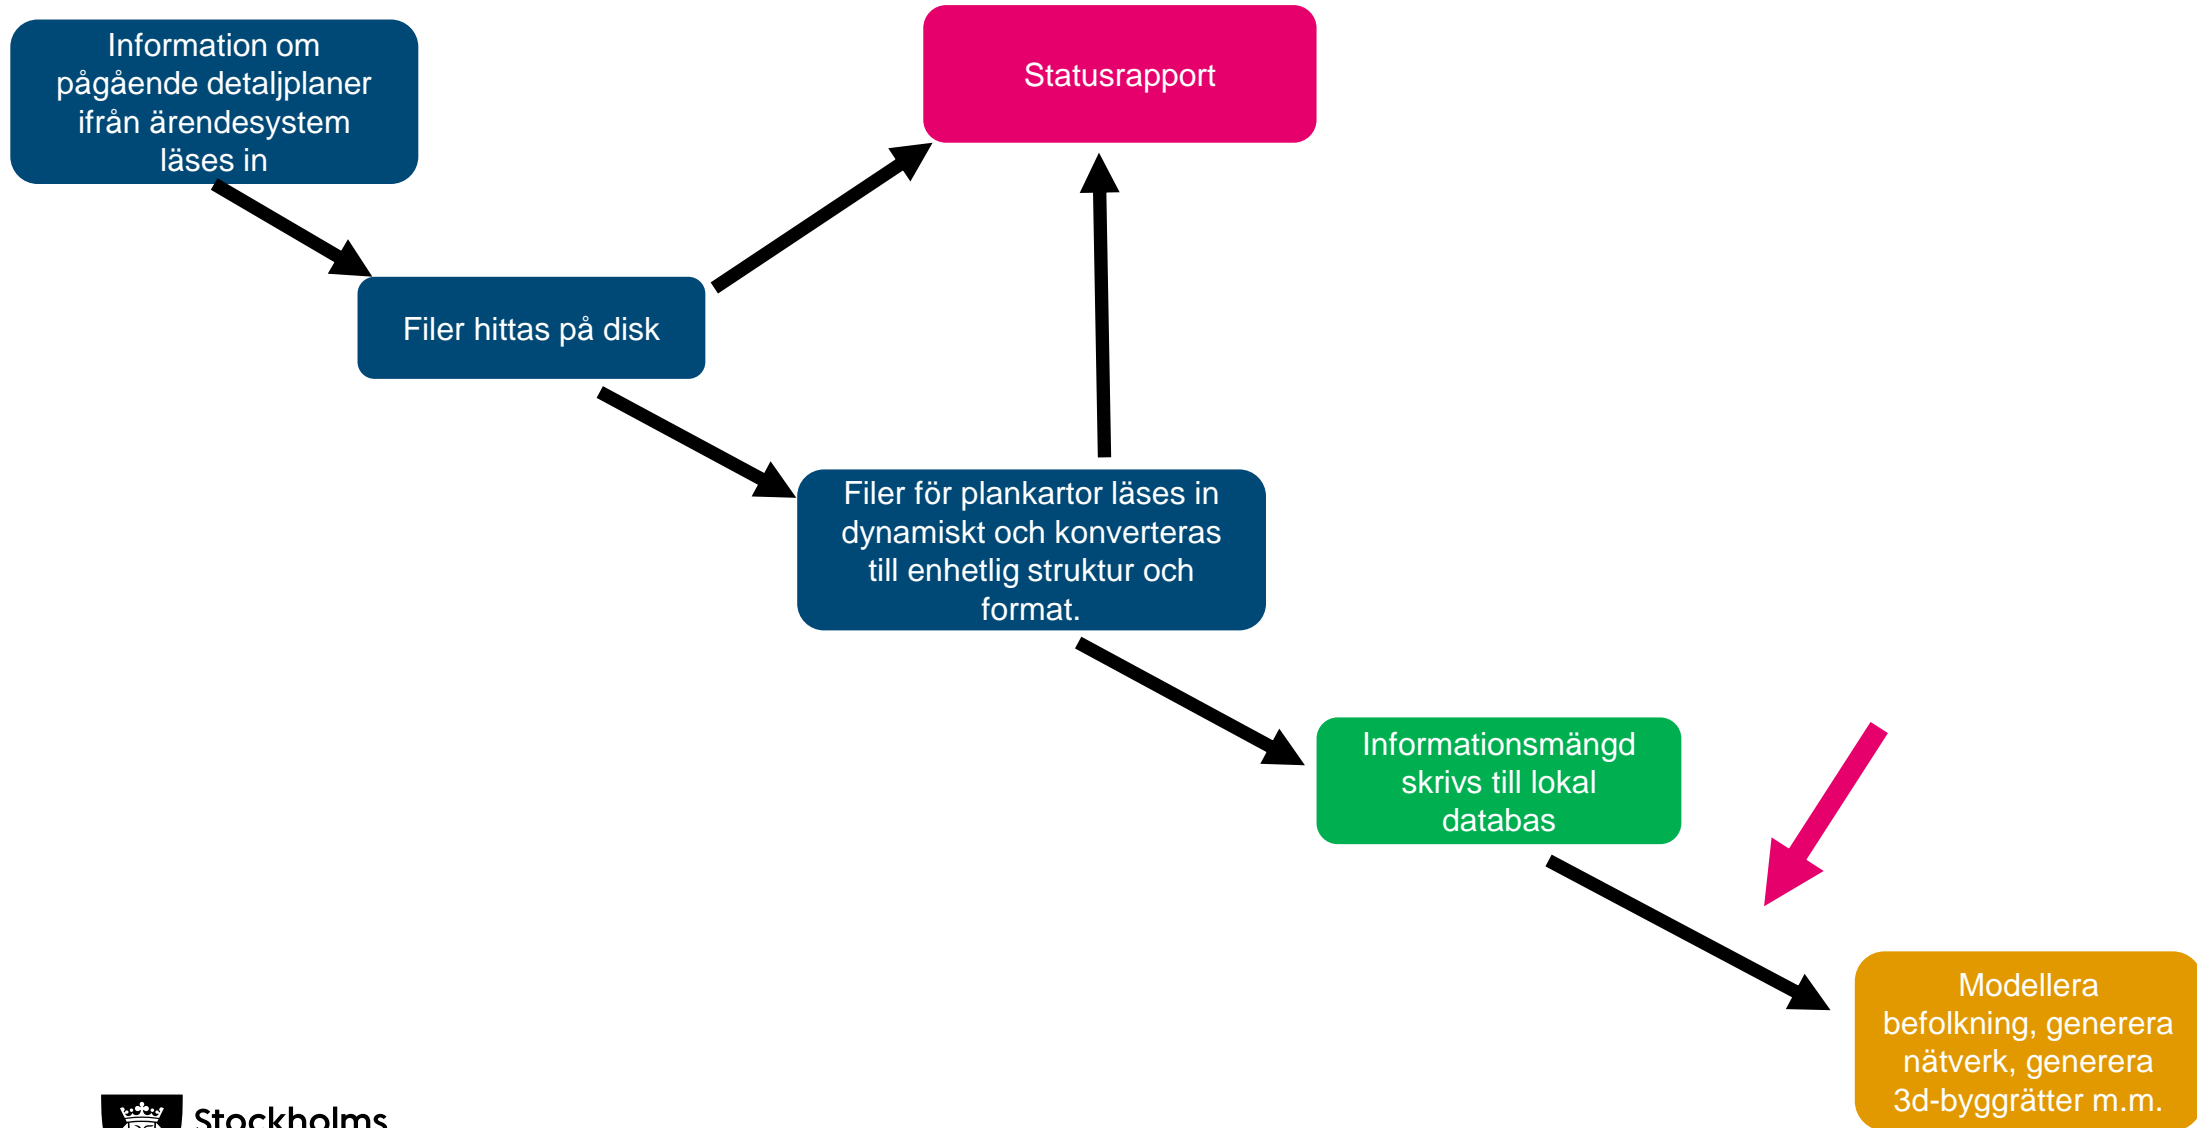 Information om
pågående detaljplaner
ifrån ärendesystem
läses in
Statusrapport
Filer hittas på disk
Filer för plankartor läses in
dynamiskt och konverteras
till enhetlig struktur och
format.
Informationsmängd
skrivs till lokal
databas
Modellera
befolkning, generera
nätverk, generera
3d-byggrätter m.m.
Stockholms